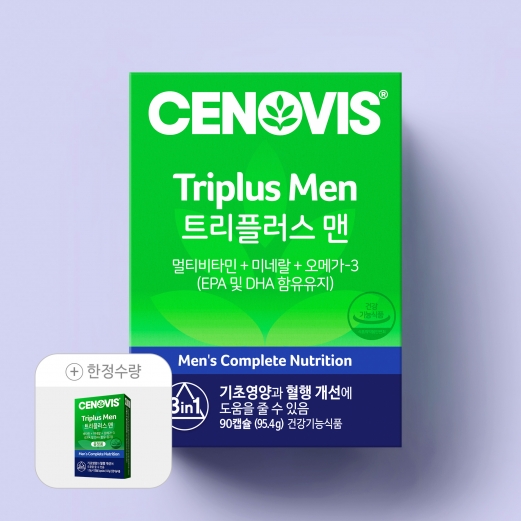 CENOVIS®
Triplus Men
트리플러스 맨
멀티비타민 + 미네랄 + 오메가-3
(EPA 및 DHA 함유유지)
건강
기능식품
Men's Complete Nutrition
3in1
기초영양과 혈행 개선에
도움을 줄 수 있음
90캡슐 (95.4g) 건강기능식품
+ 한정수량
CENOVIS
Triplus Men
트리플러스 맨
Men's Complete Nutrition